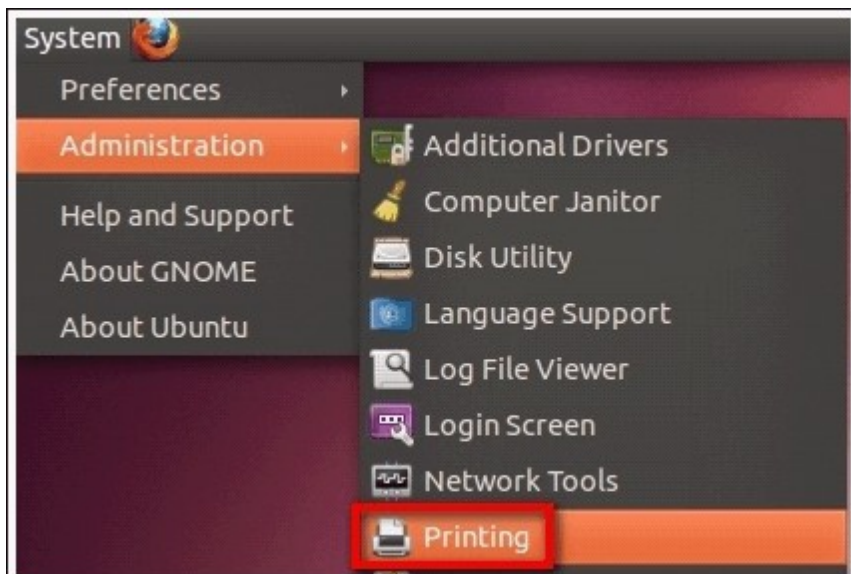 System
Preferences
Administration
Help and Support
About GNOME
About Ubuntu
Additional Drivers
Computer Janitor
Disk Utility
Language Support
Log File Viewer
Login Screen
Network Tools
Printing